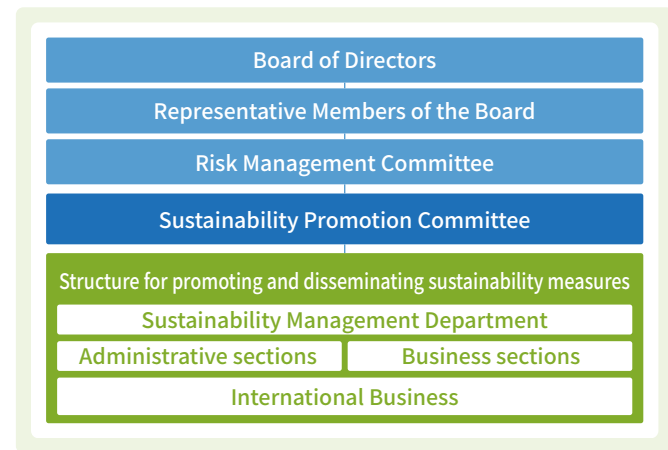 Board of Directors
Representative Members of the Board
Risk Management Committee
Sustainability Promotion Committee
Structure for promoting and disseminating sustainability measures
Sustainability Management Department
Administrative sections
Business sections
International Business